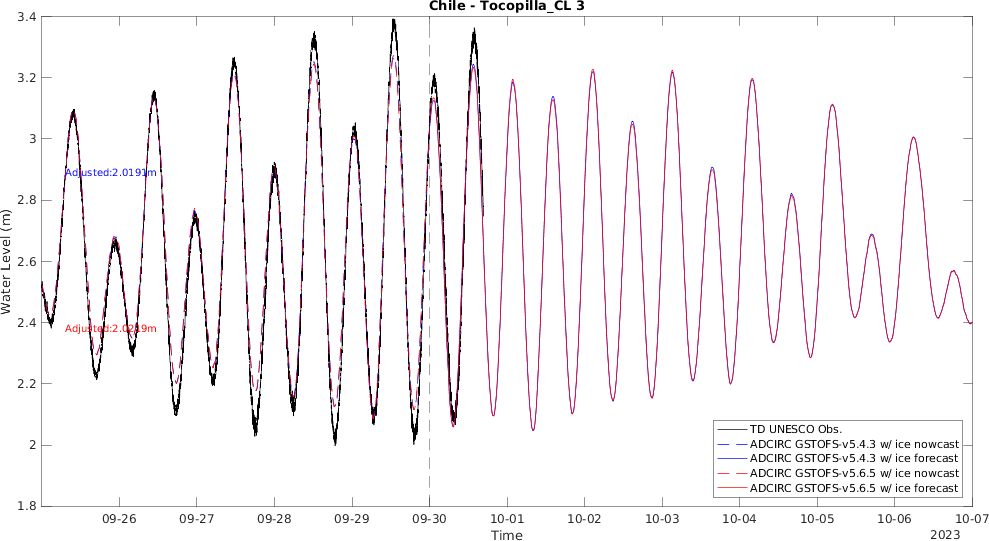 Chile - Tocopilla_CL 3
3.4
3.2
3
2.8
2.6
2.4
2.2
2
1.8
Water Level (m)
Adjusted:2.0191m
Adjusted:2.0219m
TD UNESCO Obs.
ADCIRC GSTOFS-v5.4.3 w/ ice nowcast
ADCIRC GSTOFS-v5.4.3 w/ ice forecast
ADCIRC GSTOFS-v5.6.5 w/ ice nowcast
ADCIRC GSTOFS-v5.6.5 w/ ice forecast
09-26 09-27 09-28 09-29 09-30 10-01 10-02 10-03 10-04 10-05 10-06 10-07
Time
2023